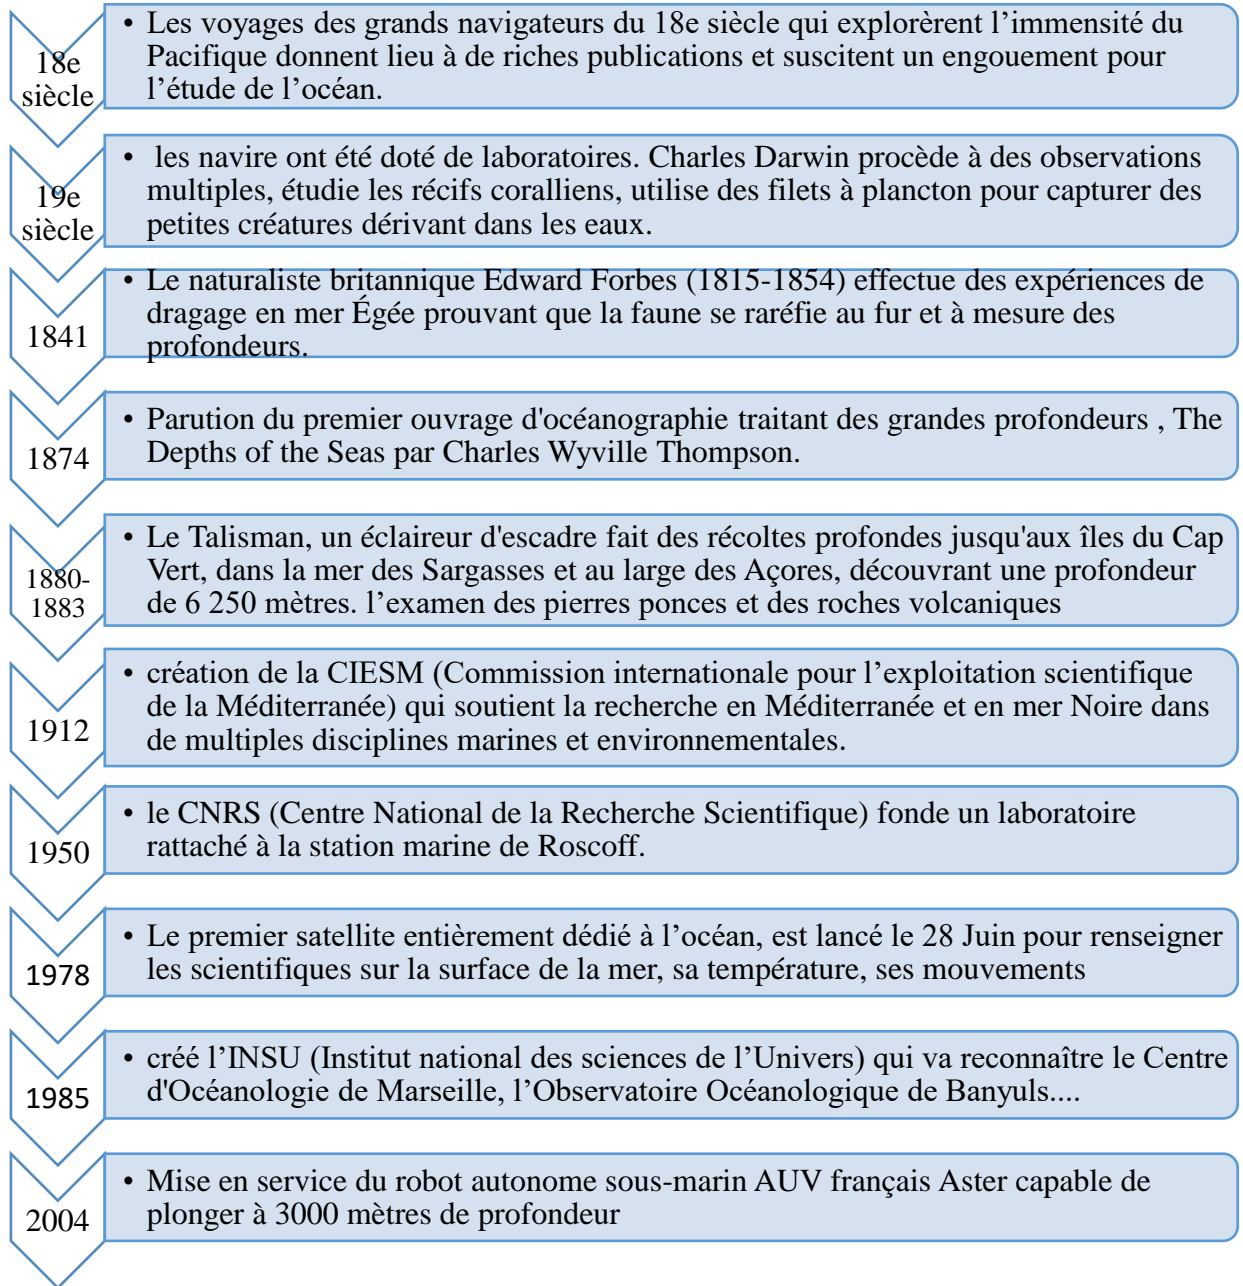 18e
siècle
• Les voyages des grands navigateurs du 18e siècle qui explorèrent l’immensité du
Pacifique donnent lieu à de riches publications et suscitent un engouement pour
l’étude de l’océan.
19e
siècle
• les navire ont été doté de laboratoires. Charles Darwin procède à des observations
multiples, étudie les récifs coralliens, utilise des filets à plancton pour capturer des
petites créatures dérivant dans les eaux.
1841
• Le naturaliste britannique Edward Forbes (1815-1854) effectue des expériences de
dragage en mer Égée prouvant que la faune se raréfie au fur et à mesure des
profondeurs.
1874
• Parution du premier ouvrage d'océanographie traitant des grandes profondeurs , The
Depths of the Seas par Charles Wyville Thompson.
1880-
1883
• Le Talisman, un éclaireur d'escadre fait des récoltes profondes jusqu'aux îles du Cap
Vert, dans la mer des Sargasses et au large des Açores, découvrant une profondeur
de 6 250 mètres. l’examen des pierres ponces et des roches volcaniques
1912
• création de la CIESM (Commission internationale pour l’exploitation scientifique
de la Méditerranée) qui soutient la recherche en Méditerranée et en mer Noire dans
de multiples disciplines marines et environnementales.
1950
• le CNRS (Centre National de la Recherche Scientifique) fonde un laboratoire
rattaché à la station marine de Roscoff.
1978
• Le premier satellite entièrement dédié à l’océan, est lancé le 28 Juin pour renseigner
les scientifiques sur la surface de la mer, sa température, ses mouvements
1985
• créé l’INSU (Institut national des sciences de l’Univers) qui va reconnaître le Centre
d'Océanologie de Marseille, l’Observatoire Océanologique de Banyuls....
2004
• Mise en service du robot autonome sous-marin AUV français Aster capable de
plonger à 3000 mètres de profondeur